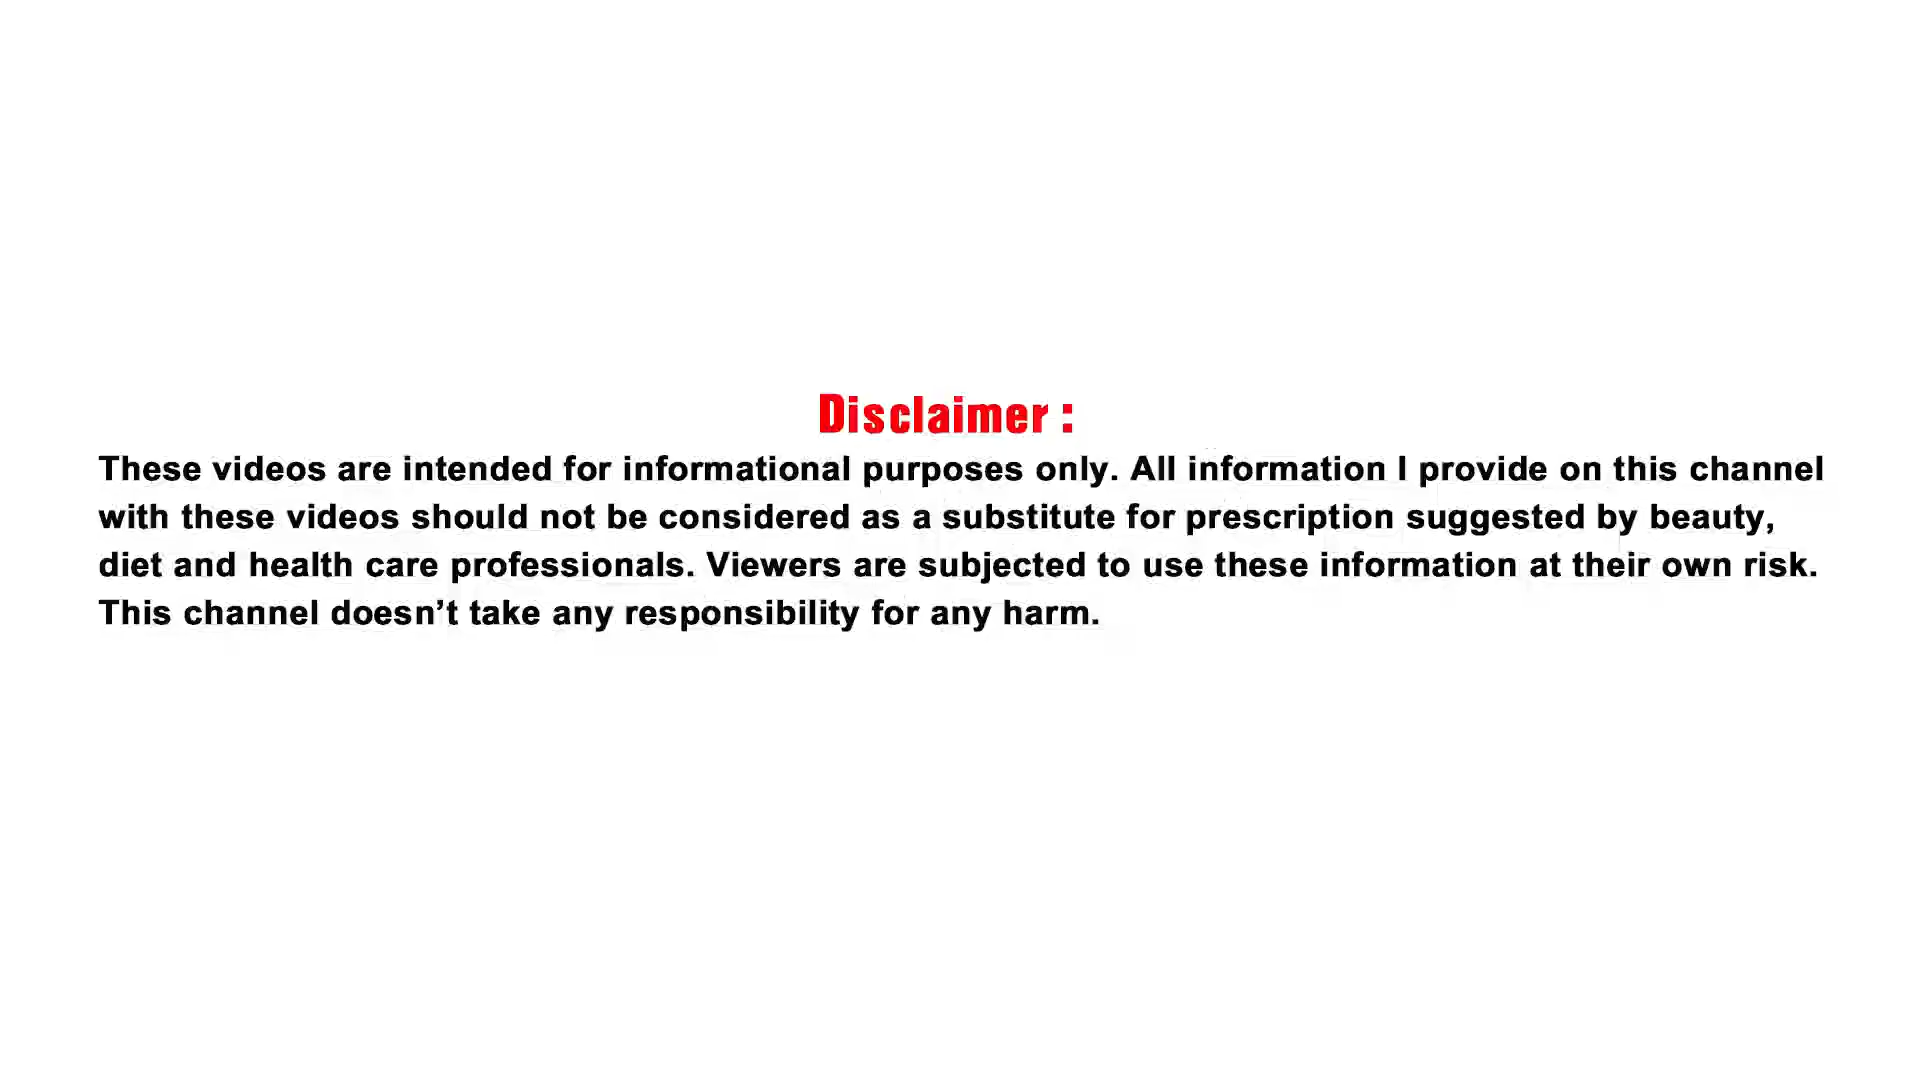 Disclaimer :
These videos are intended for informational purposes only. All information I provide on this channel
with these videos should not be considered as a substitute for prescription suggested by beauty,
diet and health care professionals. Viewers are subjected to use these information at their own risk.
This channel doesn’t take any responsibility for any harm.